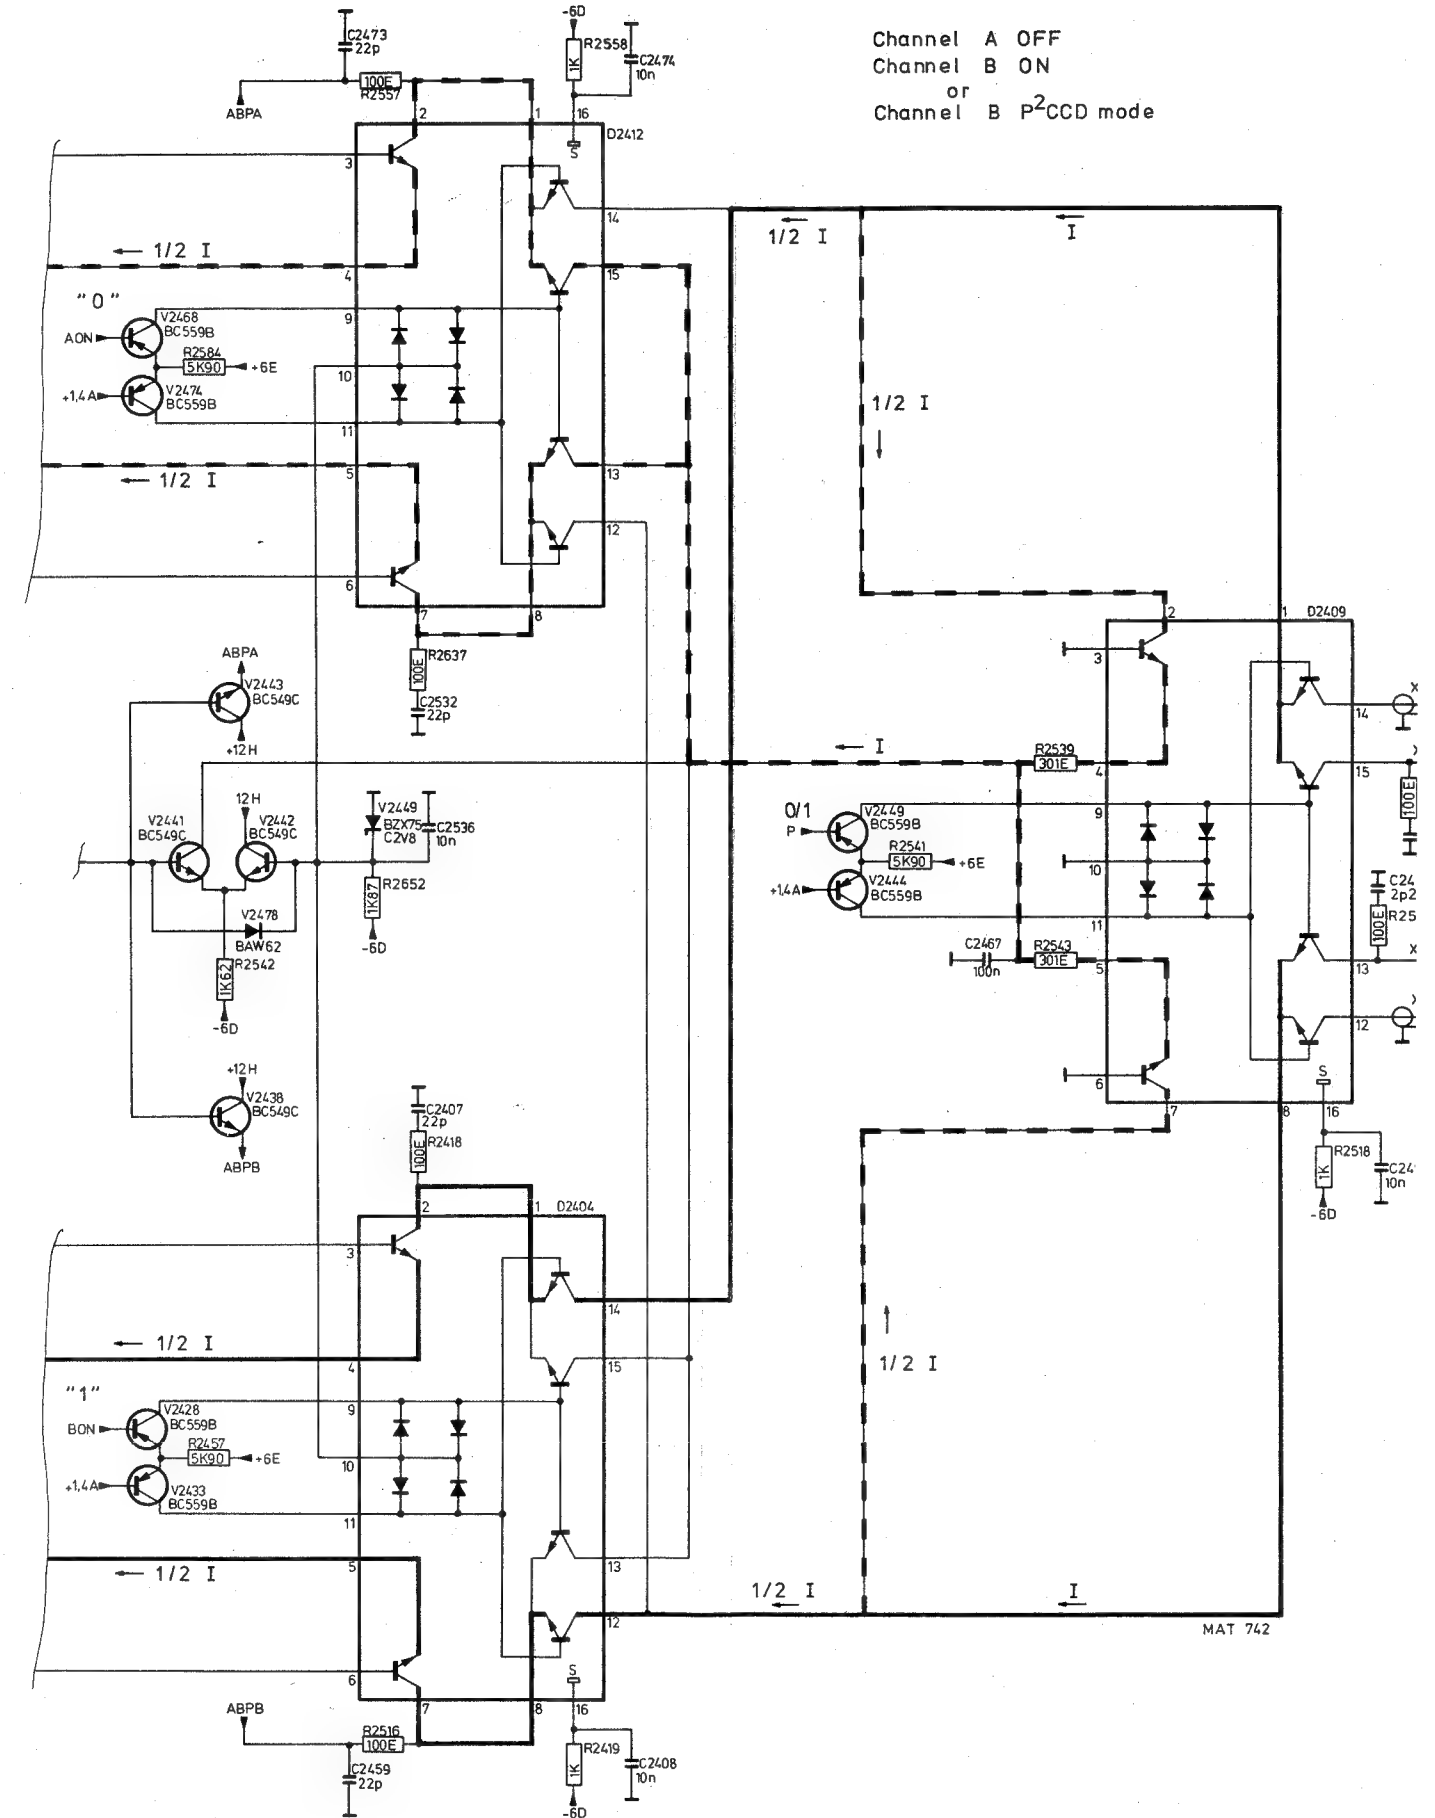 Channel A OFF
Channel B ON
or
Channel B P²CCD mode
-6D
C2473
22p
R2558
1K
C2474
10n
100E
R2557
ABPA
2
1
16
D2412
S
3
14
1/2 I
I
1/2 I
4
15
"0"
V2468
BC559B
9
AON
R2584
5K90
+6E
10
+1,4A
V2474
BC559B
11
1/2 I
5
13
1/2 I
12
6
7
8
2
1
D2409
ABPA
R2637
100E
V2443
BC549C
C2532
22p
3
+12H
14
I
R2539
301E
4
15
12H
V2441
BC549C
V2442
BC549C
V2449
BZX75
C2V8
C2536
10n
0/1
P
V2449
BC559B
9
100E
R2541
5K90
+6E
10
R2652
1K87
+1,4A
V2444
BC559B
C24
2p2
V2478
BAW62
-6D
11
100E
R25
R2542
1K62
C2467
100n
R2543
301E
5
13
X
-6D
12
+12H
6
S
V2438
BC549C
C2407
22p
7
8
16
R2418
100E
R2518
1K
C24
10n
ABPB
2
1
D2404
-6D
3
14
1/2 I
1/2 I
4
15
"1"
V2428
BC559B
9
BON
R2457
5K90
+6E
10
+1,4A
V2433
BC559B
11
5
13
1/2 I
1/2 I
I
12
MAT 742
6
S
7
8
16
ABPB
R2516
100E
R2419
1K
C2408
10n
C2459
22p
-6D